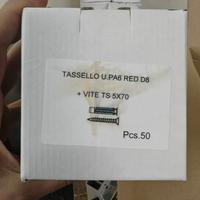 TASSELLO U.PA6 RED D8
+ VITE TS 5X70
Pcs.50